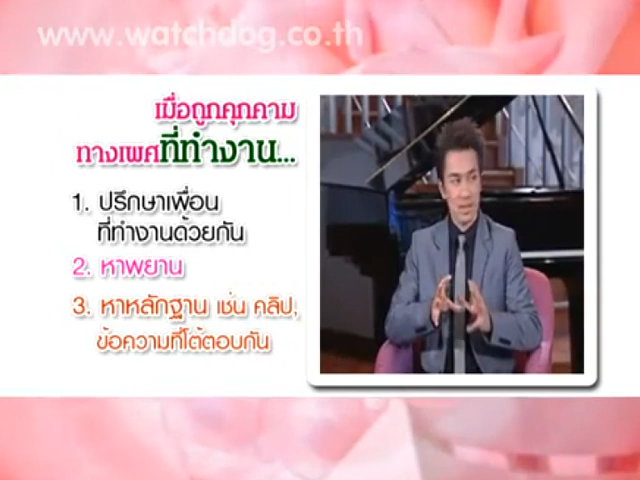 www.watchdog.co.th
เมื่อถูกคุกคาม
ทางเพศที่ทำงาน...
1. ปรึกษาเพื่อน
ที่ทำงานด้วยกัน
2. หาพยาน
3. หาหลักฐาน เช่น คลิป,
ข้อความที่โต้ตอบกัน